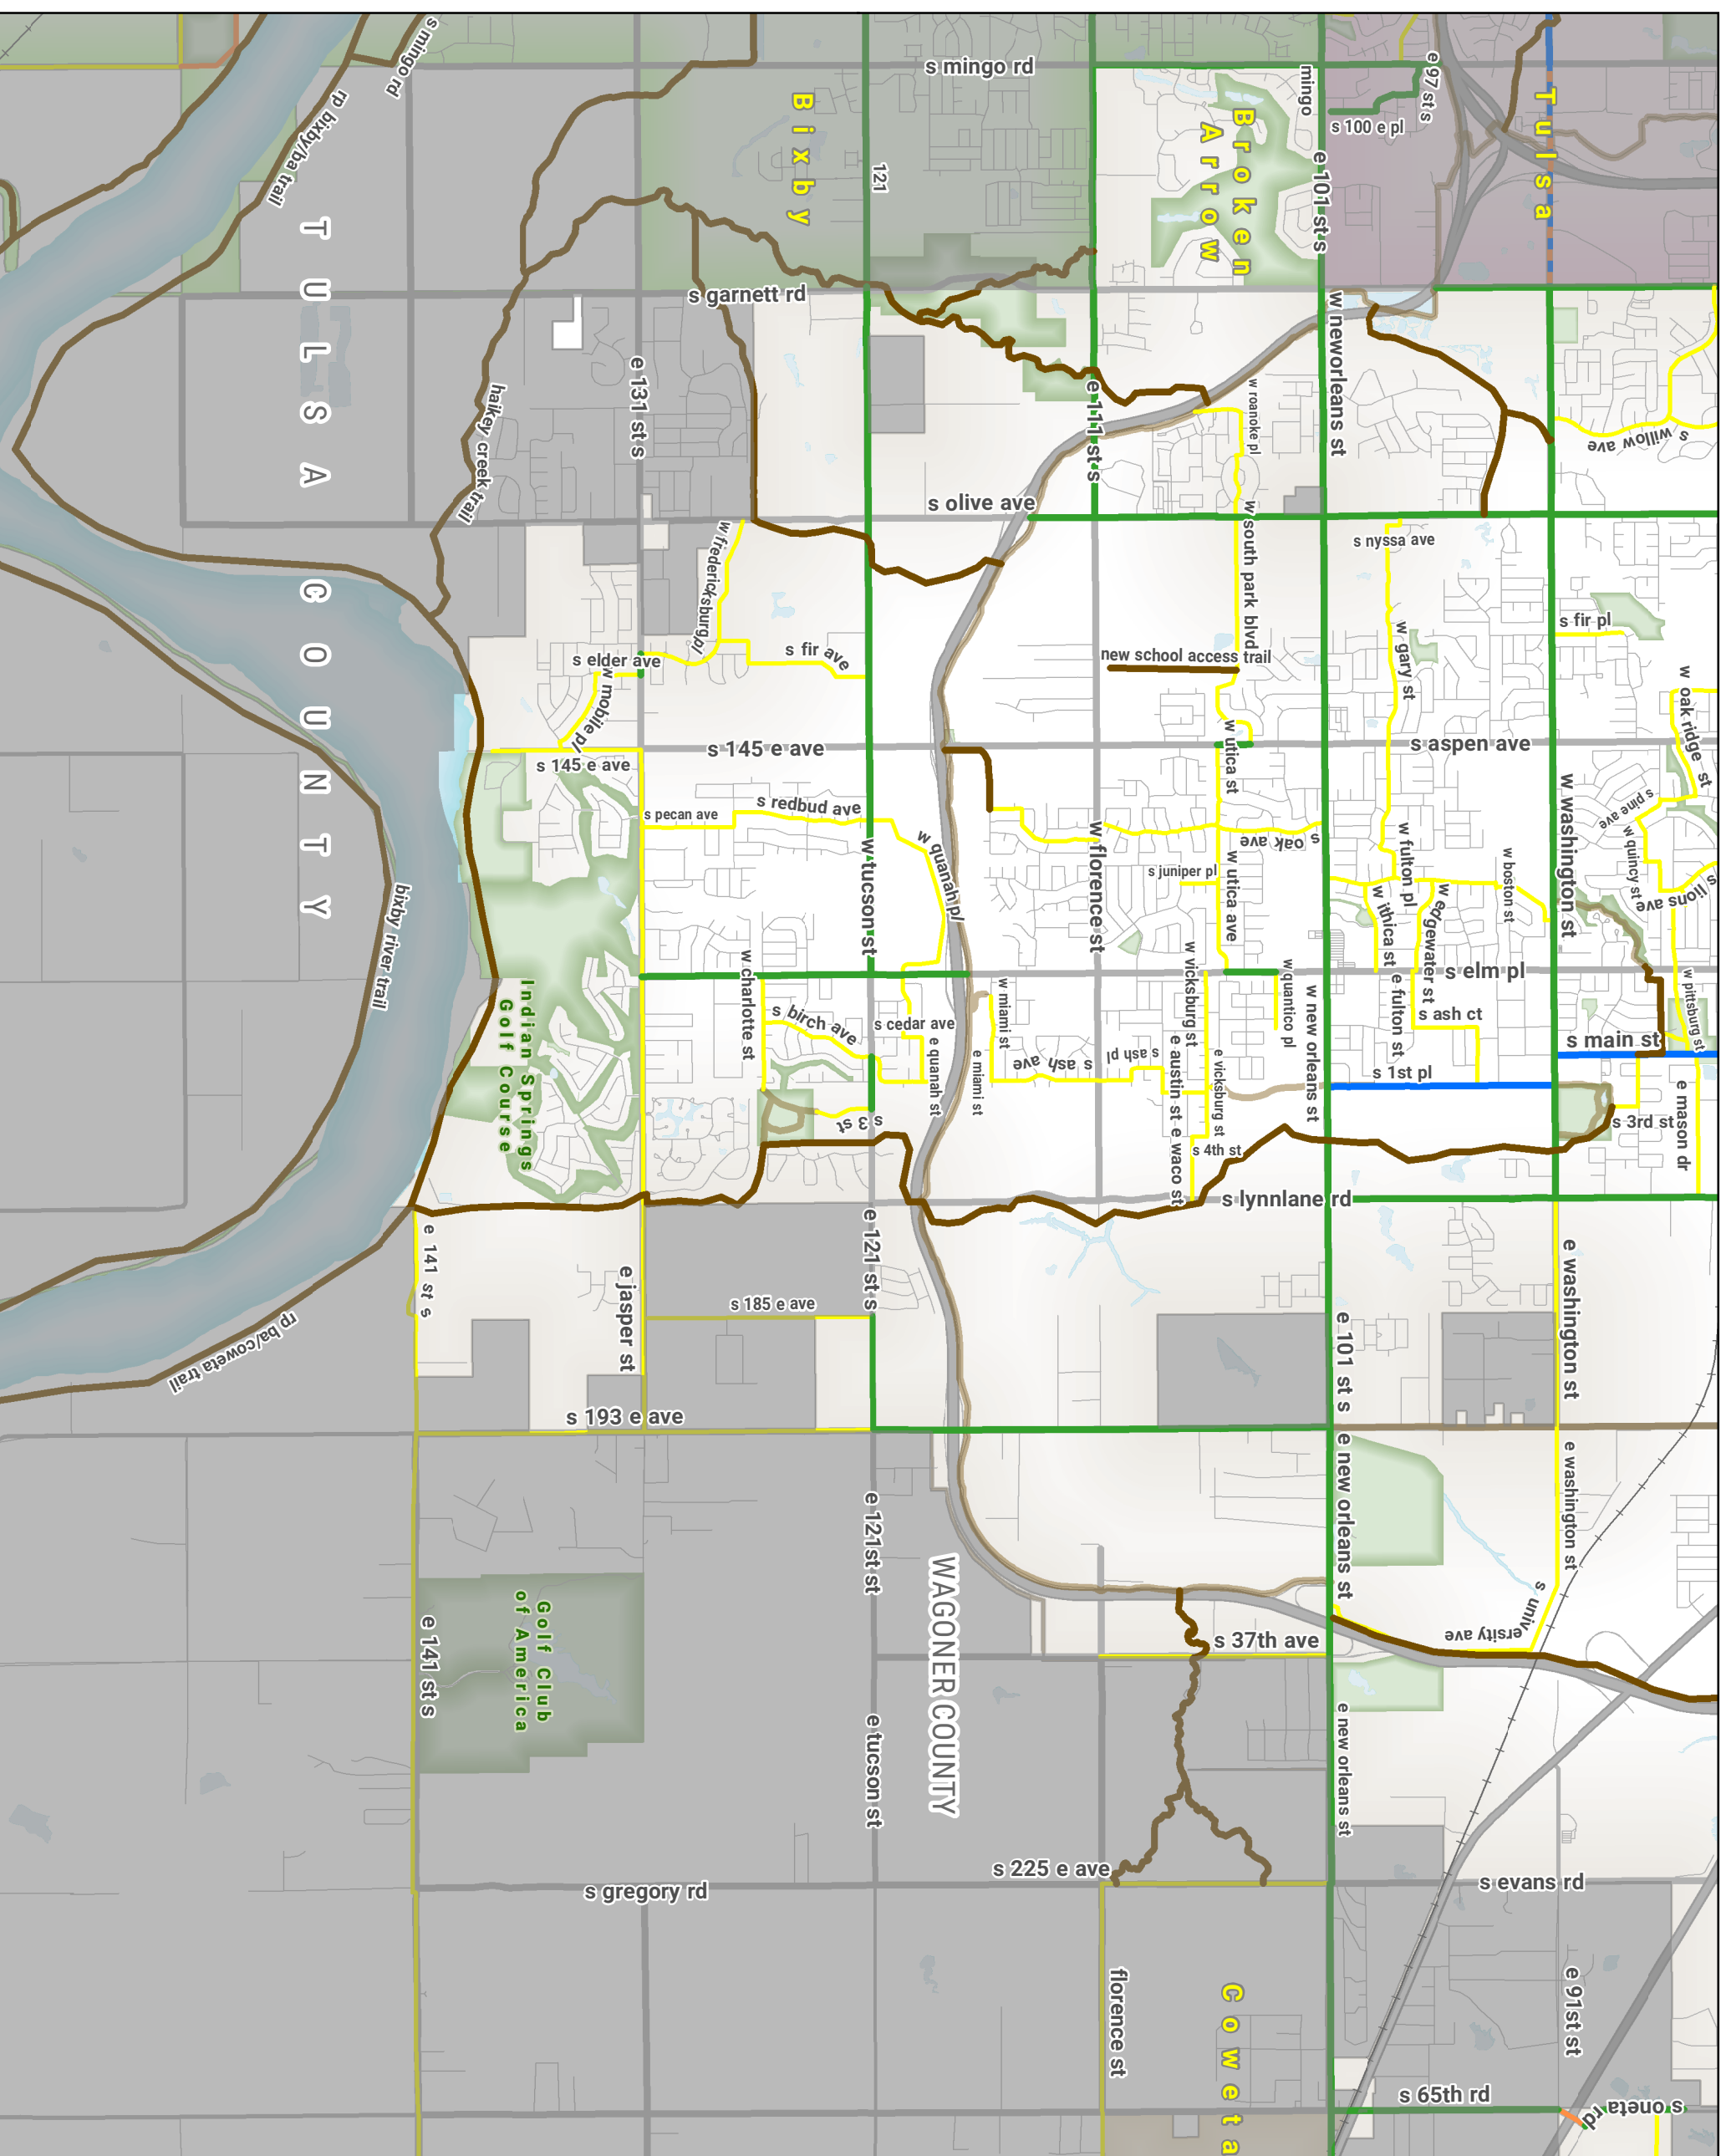 s mingo rd
s mingo rd
rp bixby/ba trail
Bixby
121
Broken
Arrow
mingo
e 101 st s
e 97 st s
s 100 e pl
Tulsa
TULSA COUNTY
s garnett rd
e 131 st s
haikey creek trail
e 111 st s
w roanoke pl
w neworleans st
s willow ave
s olive ave
w fredericksburg pl
w south park blvd
s nyssa ave
s fir pl
s elder ave
s fir ave
new school access trail
w gary st
w mobile pl
w oak ridge st
s 145 e ave
s 145 e ave
w utica st
s aspen ave
s pecan ave
s redbud ave
w quanah pl
s oak ave
w florence st
w washington st
s spine ave
w quincy st
s lions ave
w tucson st
s juniper pl
w utica ave
w fulton pl
w ithica st
w edgewater st
w boston st
bixby river trail
w charlotte st
w miami st
w vicksburg st
w quantico pl
w new orleans st
s elm pl
e fulton st
s ash ct
w pittsburg st
Indian Springs
Golf Course
s birch ave
s cedar ave
e quanah st
e miami st
s ash ave
s ash pl
e austin st
e vicksburg st
s 1st pl
s main st
e mason dr
s 3 st
e waco st
s 4th st
s 3rd st
s lynnlane rd
e 141 st s
e jasper st
e 121 st s
s 185 e ave
e 101 st s
e washington st
rp ba/coweta trail
s 193 e ave
e 121st st
e new orleans st
e washington st
WAGONER COUNTY
Golf Club
of America
e 141 st s
s 37th ave
s university ave
e tucson st
e new orleans st
s 225 e ave
s gregory rd
s evans rd
florence st
Coweta
e 91st st
s 65th rd
s oneta rd